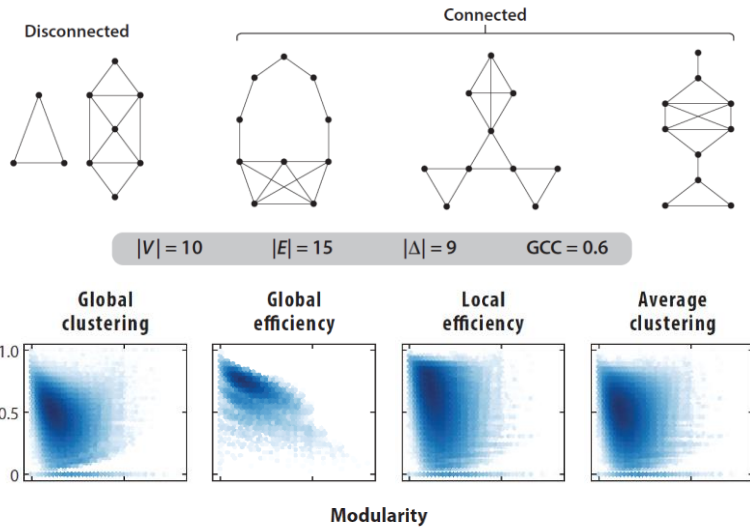 Disconnected
Connected
|V| = 10 |E| = 15 |Δ| = 9 GCC = 0.6
Global clustering
Global efficiency
Local efficiency
Average clustering
1.0
0.5
0
Modularity